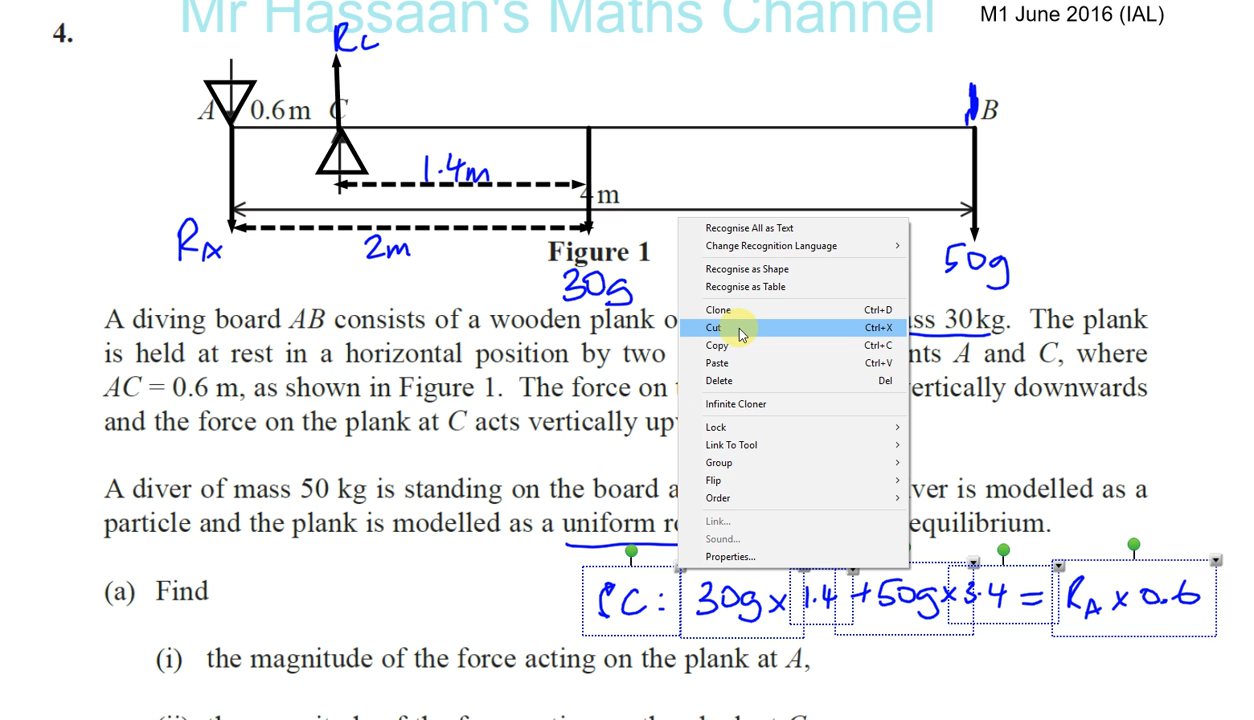 Mr Hassaan's Maths Channel
M1 June 2016 (IAL)
4.
RC
A 0.6 m C
B
1.4m
4 m
RA
2m
Figure 1
50g
30g
A diving board AB consists of a wooden plank o ss 30 kg. The plank
is held at rest in a horizontal position by two nts A and C, where
AC = 0.6 m, as shown in Figure 1. The force on ertically downwards
and the force on the plank at C acts vertically up
A diver of mass 50 kg is standing on the board a ver is modelled as a
particle and the plank is modelled as a uniform ro equilibrium.
(a) Find
C: 30g × 1.4 + 50g × 3.4 = RA × 0.6
(i) the magnitude of the force acting on the plank at A,
Recognise All as Text
Change Recognition Language
Recognise as Shape
Recognise as Table
Clone Ctrl+D
Cut Ctrl+X
Copy Ctrl+C
Paste Ctrl+V
Delete Del
Infinite Cloner
Lock
Link To Tool
Group
Flip
Order
Link...
Sound...
Properties...